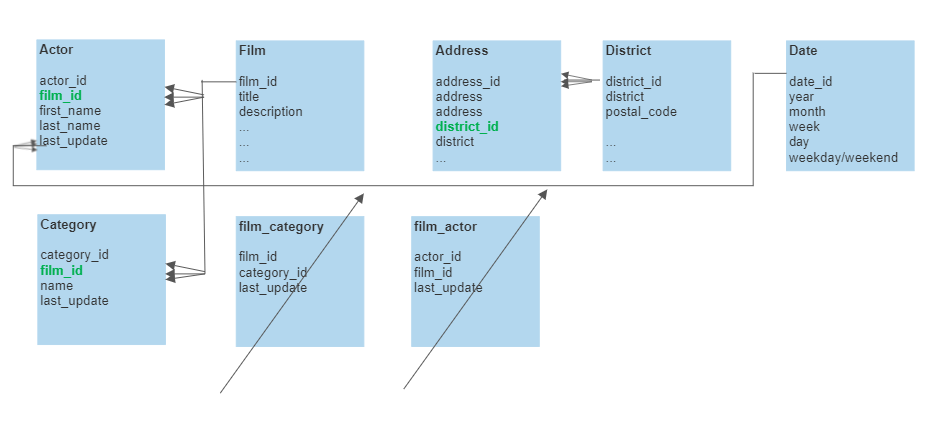 Actor
actor_id
film_id
first_name
last_name
last_update
Film
film_id
title
description
...
...
...
Address
address_id
address
address
district_id
district
...
District
district_id
district
postal_code
...
...
Date
date_id
year
month
week
day
weekday/weekend
Category
category_id
film_id
name
last_update
film_category
film_id
category_id
last_update
film_actor
actor_id
film_id
last_update